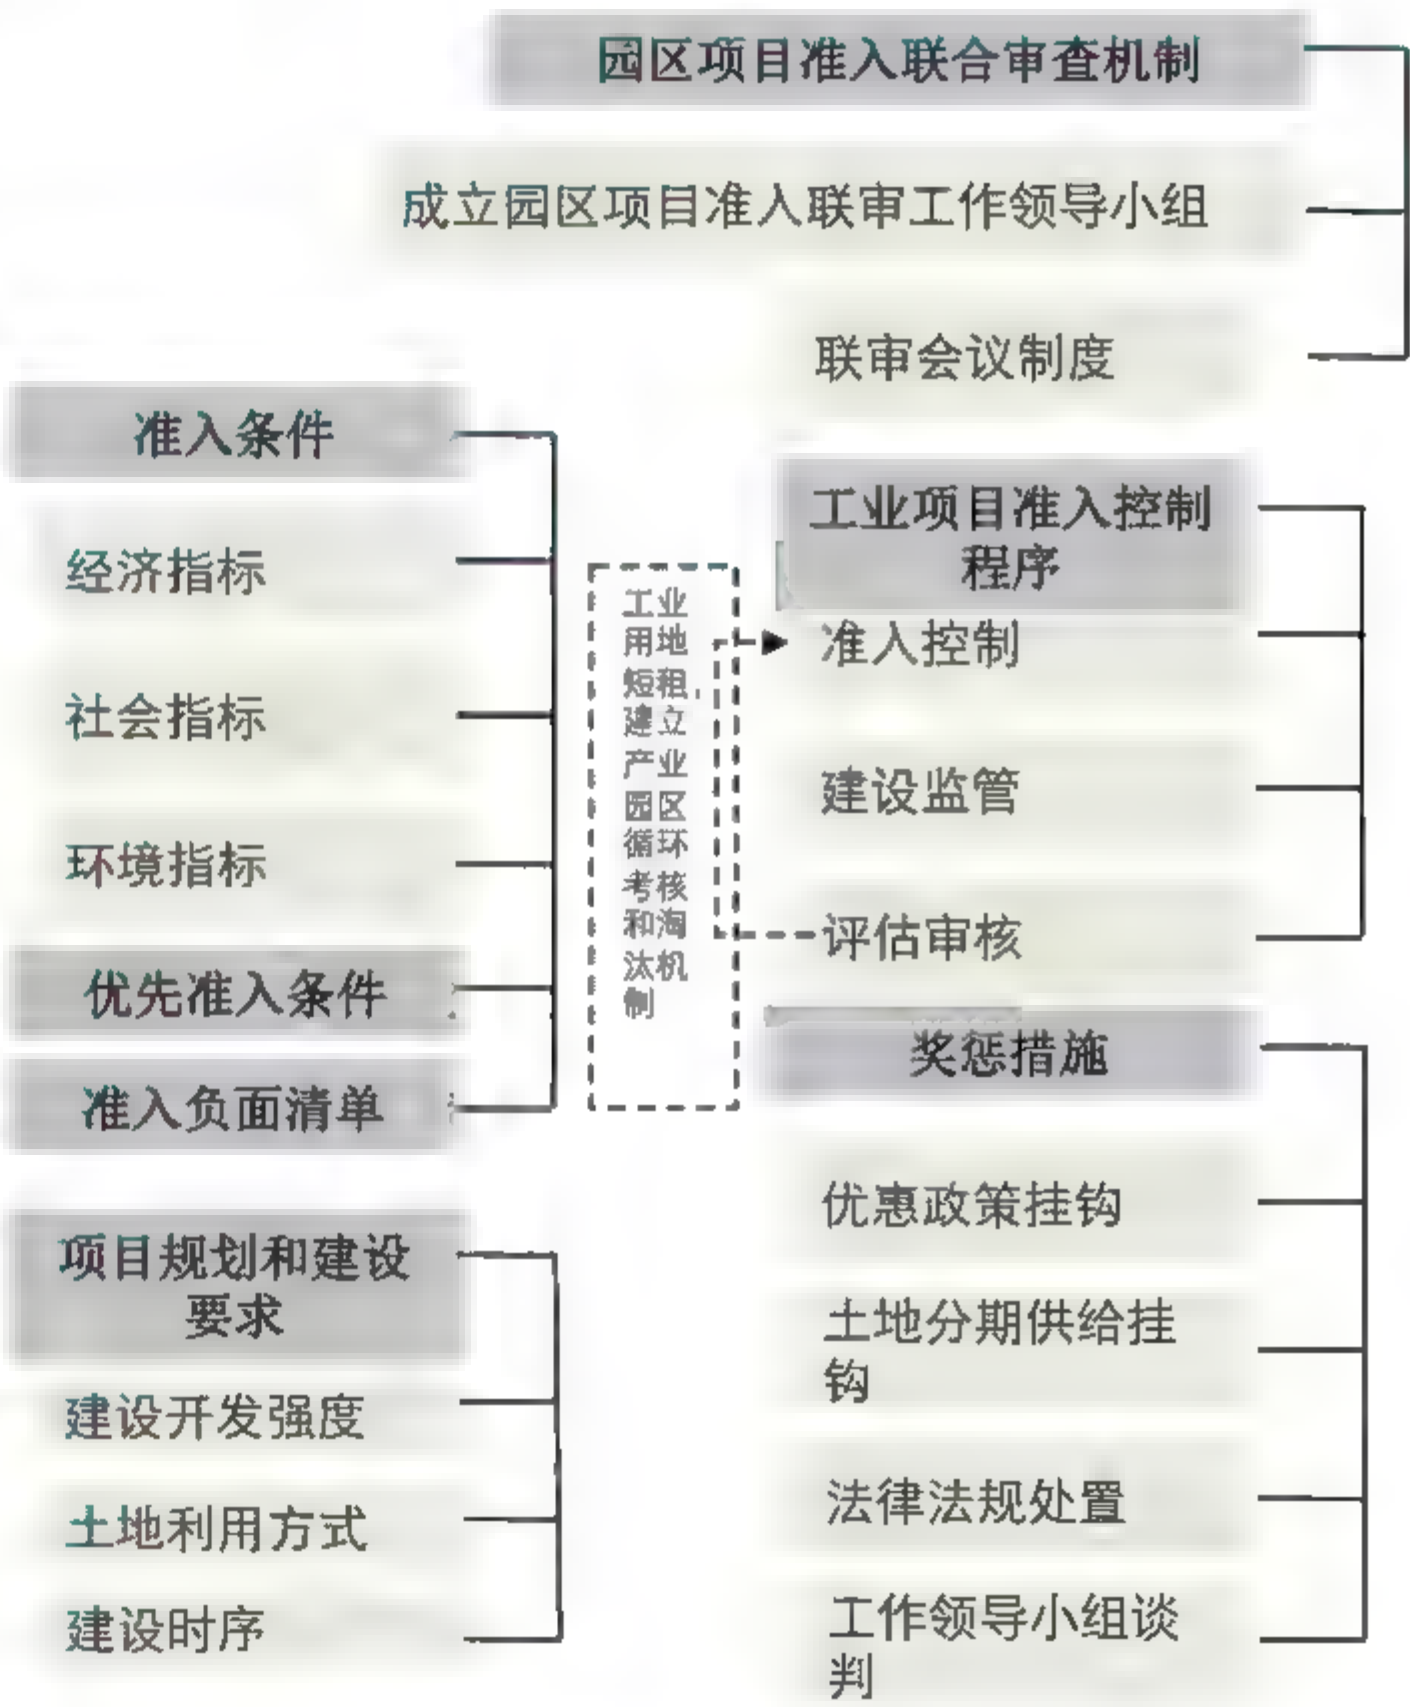 园区项目准入联合审查机制
成立园区项目准入联审工作领导小组
联审会议制度
准入条件
经济指标
社会指标
环境指标
优先准入条件
准入负面清单
项目规划和建设
要求
建设开发强度
土地利用方式
建设时序
工业
用地
短租,
建立
产业
园区
循环
考核
和淘
汰机
制
工业项目准入控制
程序
准入控制
建设监管
评估审核
奖惩措施
优惠政策挂钩
土地分期供给挂
钩
法律法规处置
工作领导小组谈
判